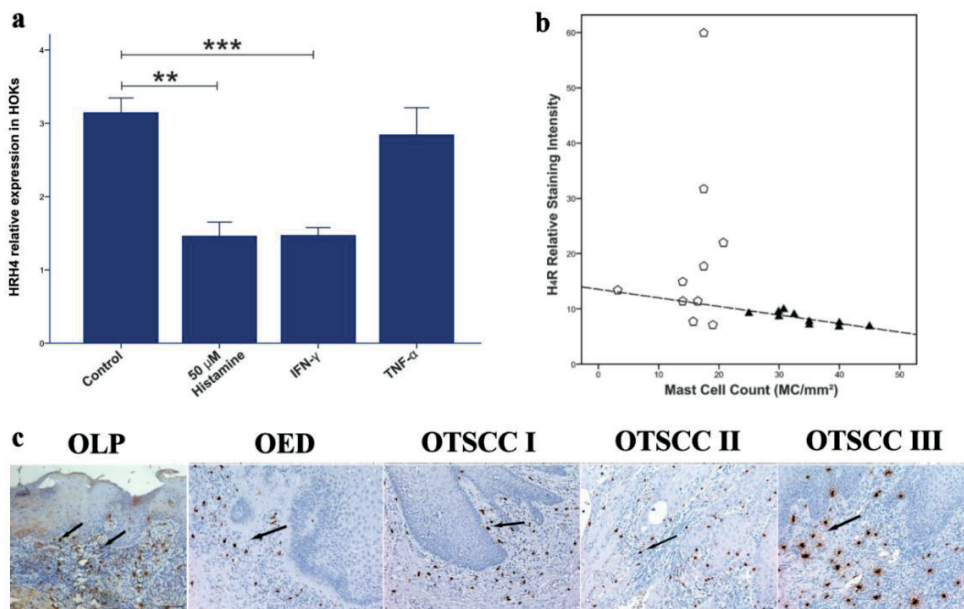 a
HRH4 relative expression in HOKs
4
3
2
1
0
***
**
Control
50 µM
Histamine
IFN-γ
TNF-α
b
H₄R Relative Staining Intensity
60
50
40
30
20
10
0
0 10 20 30 40 50
Mast Cell Count (MC/mm²)
c
OLP OED OTSCC I OTSCC II OTSCC III